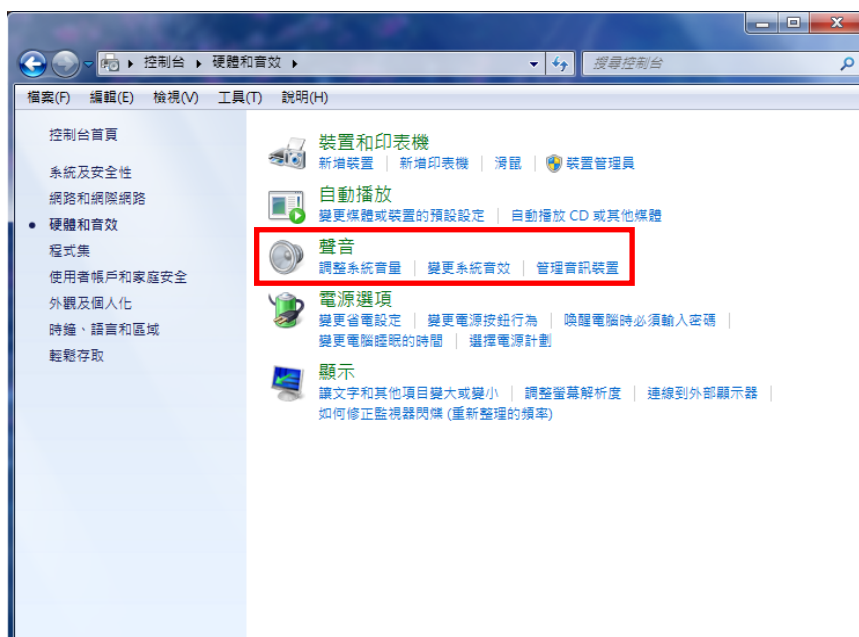 控制台 ▸ 硬體和音效 ▸ 搜尋控制台
檔案(F) 編輯(E) 檢視(V) 工具(T) 說明(H)
控制台首頁
系統及安全性
網路和網際網路
硬體和音效
程式集
使用者帳戶和家庭安全
外觀及個人化
時鐘、語言和區域
輕鬆存取
裝置和印表機
新增裝置 | 新增印表機 | 滑鼠 | 裝置管理員
自動播放
變更媒體或裝置的預設設定 | 自動播放 CD 或其他媒體
聲音
調整系統音量 | 變更系統音效 | 管理音訊裝置
電源選項
變更省電設定 | 變更電源按鈕行為 | 喚醒電腦時必須輸入密碼 |
變更電腦睡眠的時間 | 選擇電源計劃
顯示
讓文字和其他項目變大或變小 | 調整螢幕解析度 | 連線到外部顯示器 |
如何修正監視器閃爍 (重新整理的頻率)